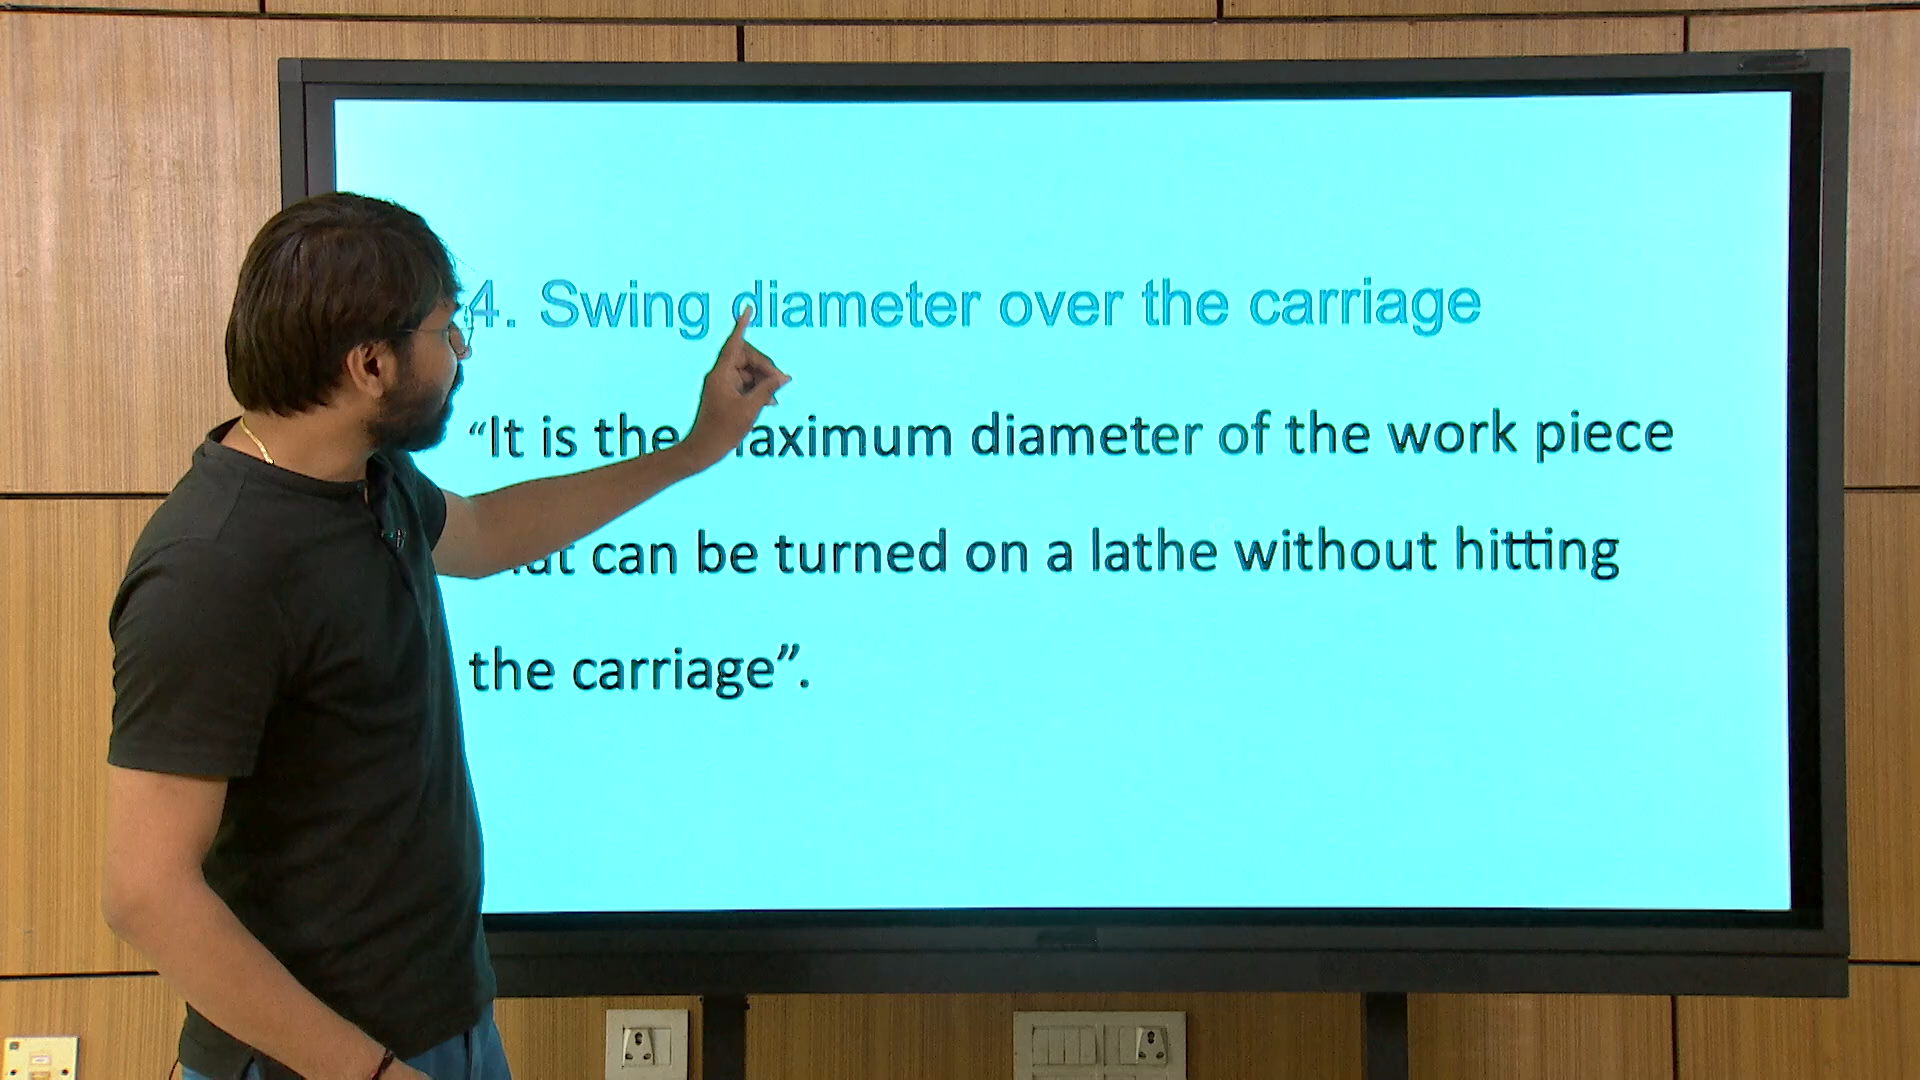 4. Swing diameter over the carriage
“It is the maximum diameter of the work piece
can be turned on a lathe without hitting
the carriage”.